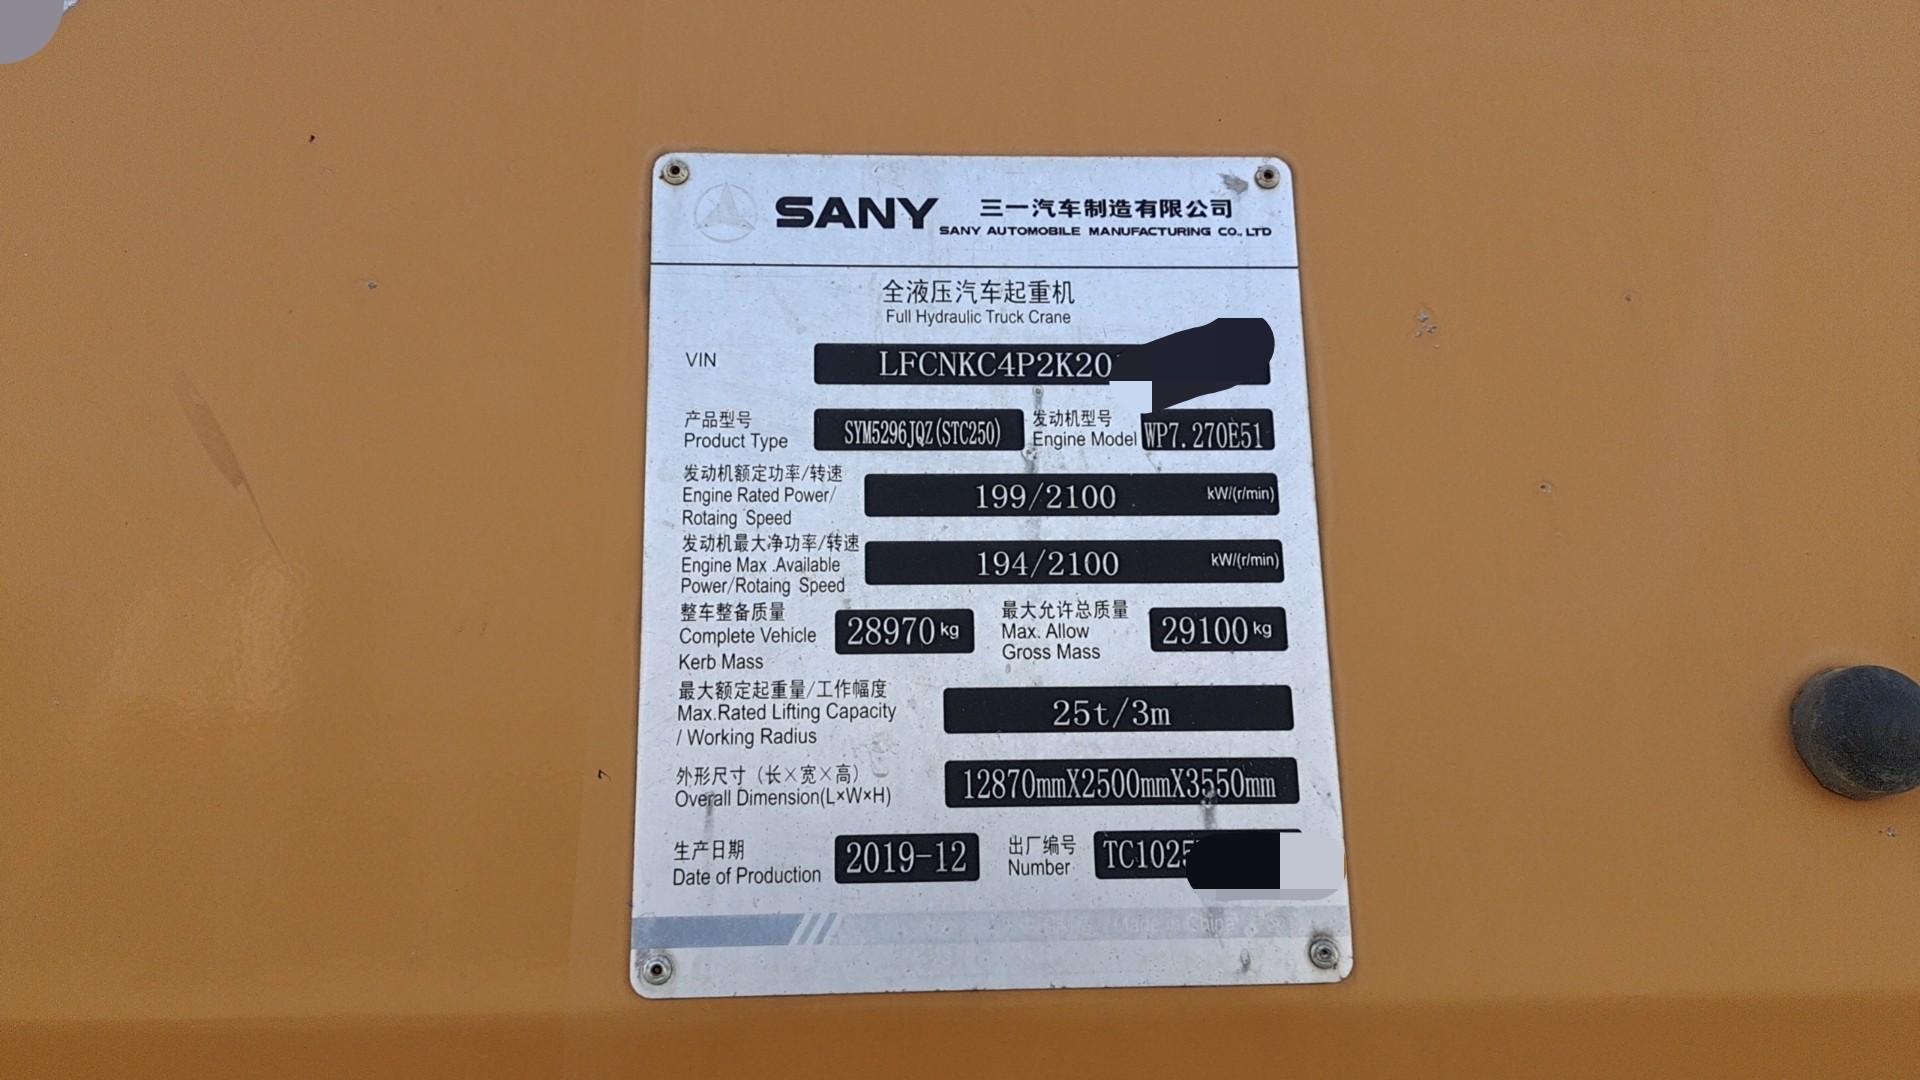 SANY 三一汽车制造有限公司
SANY AUTOMOBILE MANUFACTURING CO., LTD
全液压汽车起重机
Full Hydraulic Truck Crane
VIN LFCNKC4P2K20
产品型号
Product Type SYM5296JQZ(STC250)
发动机型号
Engine Model WP7.270E51
发动机额定功率/转速
Engine Rated Power/
Rotaing Speed
199/2100 kW/(r/min)
发动机最大净功率/转速
Engine Max .Available
Power/Rotaing Speed
194/2100 kW/(r/min)
整车整备质量
Complete Vehicle
Kerb Mass
28970 kg
最大允许总质量
Max. Allow
Gross Mass
29100 kg
最大额定起重量/工作幅度
Max.Rated Lifting Capacity
/ Working Radius
25t/3m
外形尺寸（长×宽×高）
Overall Dimension(L×W×H)
12870mmX2500mmX3550mm
生产日期
Date of Production
2019-12
出厂编号
Number
TC1025
Made in China